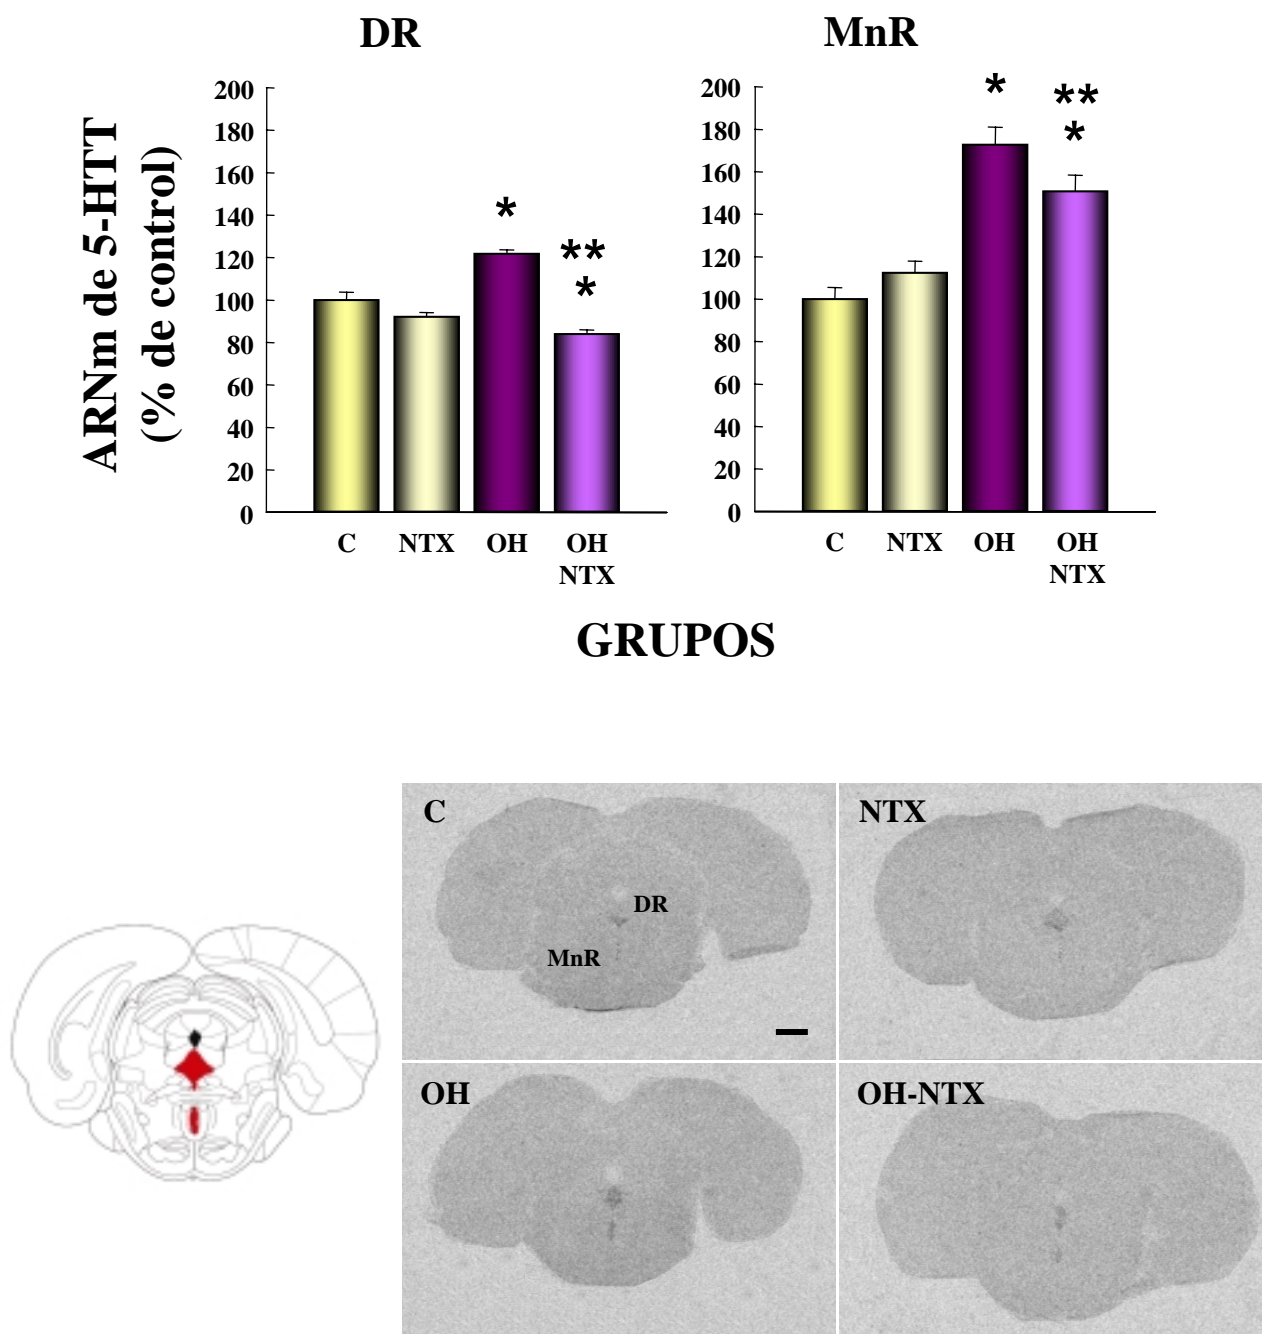 DR
MnR
ARNm de 5-HTT
(% de control)
200
180
160
140
120
100
80
60
40
20
0
*
**
*
C
NTX
OH
OH
NTX
200
180
160
140
120
100
80
60
40
20
0
*
**
*
C
NTX
OH
OH
NTX
GRUPOS
C
DR
MnR
NTX
OH
OH-NTX